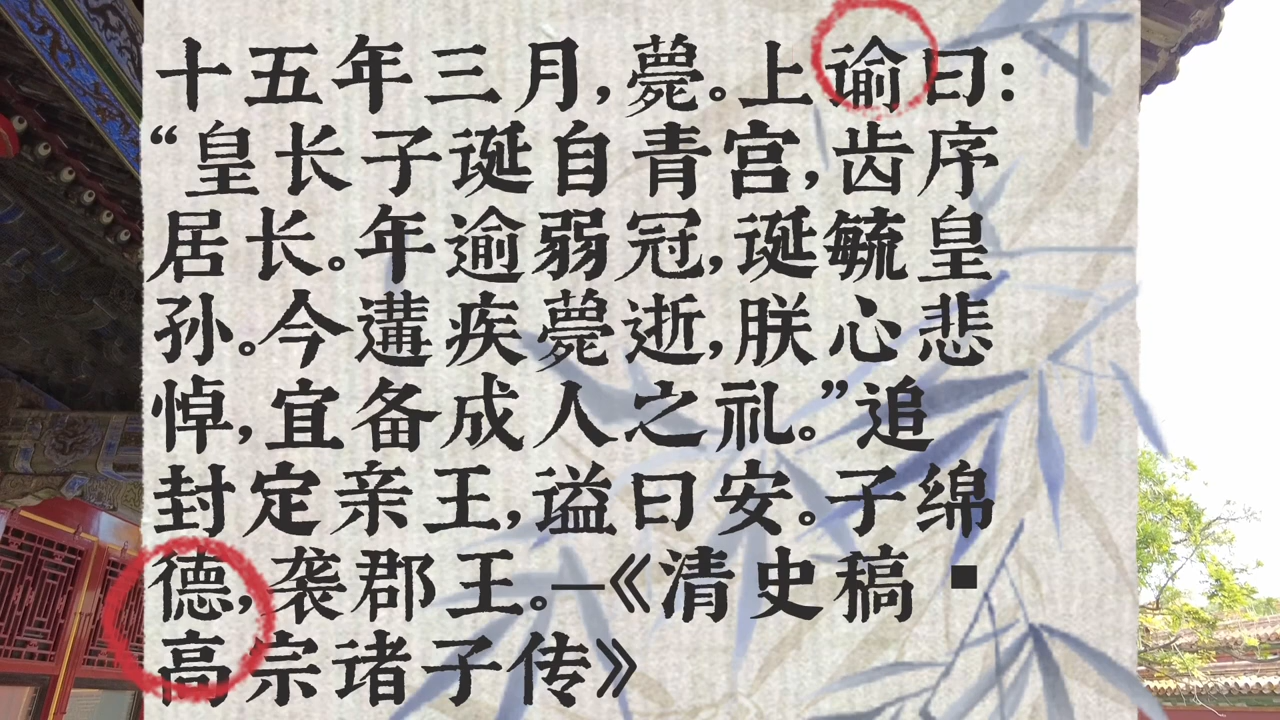 十五年三月,薨。上谕曰:
“皇长子诞自青宫,齿序
居长。年逾弱冠,诞毓皇
孙。今遘疾薨逝,朕心悲
悼,宜备成人之礼。”追
封定亲王,谥曰安。子绵
德,袭郡王。—《清史稿▪
高宗诸子传》